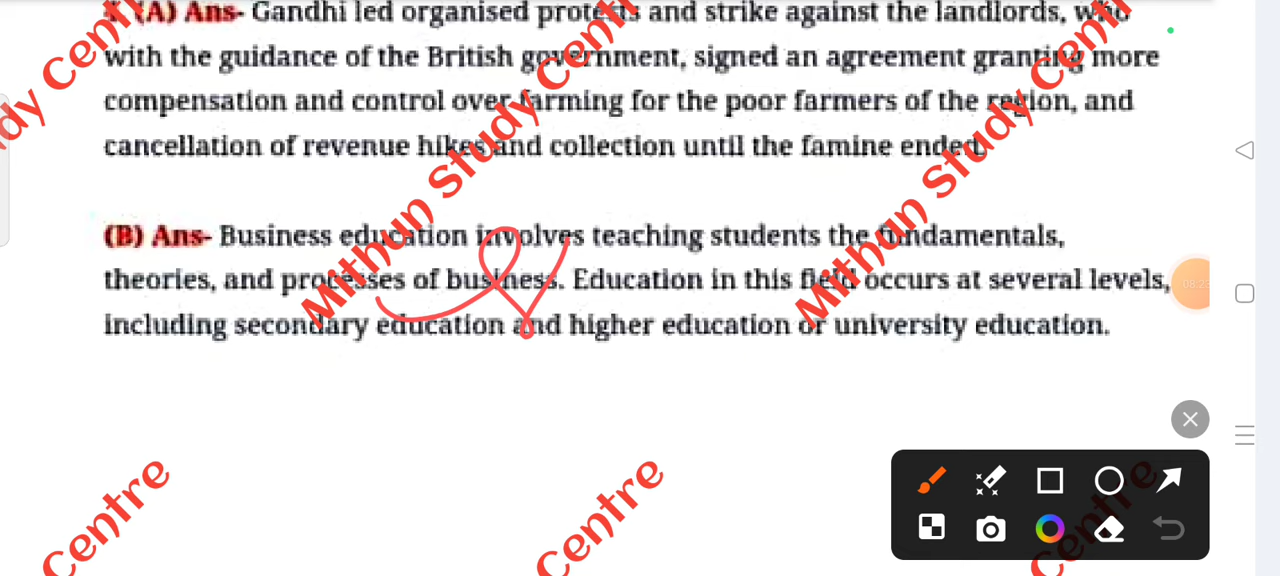 (A) Ans- Gandhi led organised protests and strike against the landlords, who
with the guidance of the British government, signed an agreement granting more
compensation and control over farming for the poor farmers of the region, and
cancellation of revenue hikes and collection until the famine ended.
(B) Ans- Business education involves teaching students the fundamentals,
theories, and processes of business. Education in this field occurs at several levels,
including secondary education and higher education or university education.
dy Centre
Mithun Study Centre
Mithun Study Centre
Centre
Centre
Centre